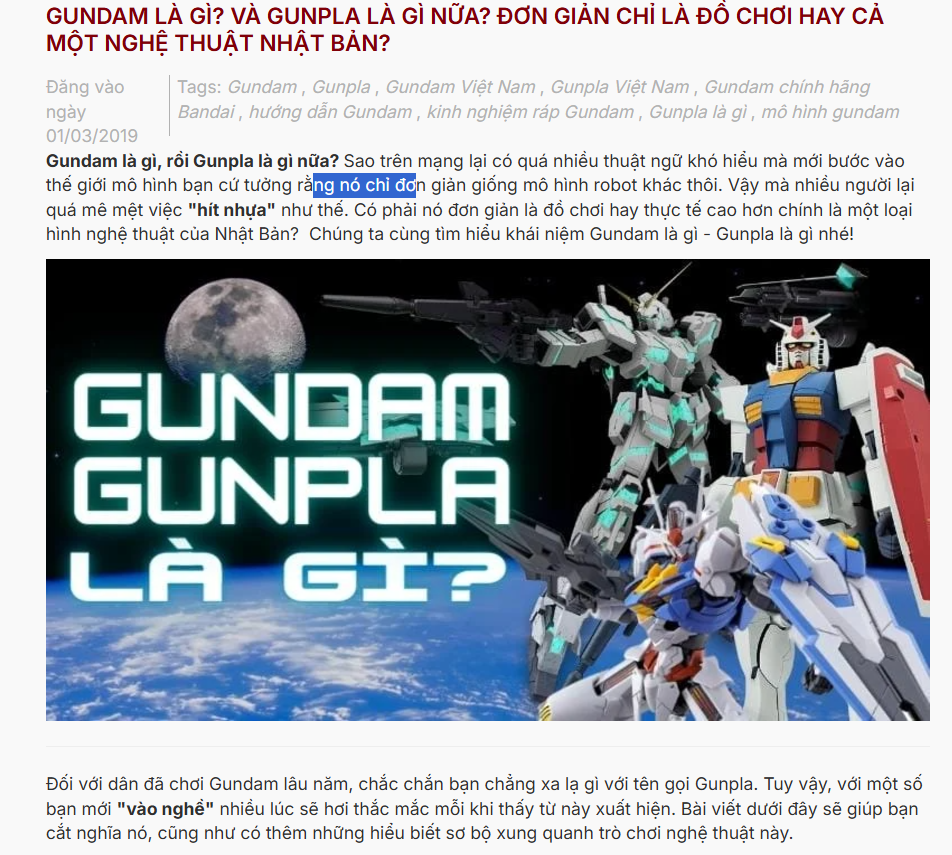 GUNDAM LÀ GÌ? VÀ GUNPLA LÀ GÌ NỮA? ĐƠN GIẢN CHỈ LÀ ĐỒ CHƠI HAY CẢ
MỘT NGHỆ THUẬT NHẬT BẢN?
Đăng vào
ngày
01/03/2019
Tags: Gundam , Gunpla , Gundam Việt Nam , Gunpla Việt Nam , Gundam chính hãng
Bandai , hướng dẫn Gundam , kinh nghiệm ráp Gundam , Gunpla là gì , mô hình gundam
Gundam là gì, rồi Gunpla là gì nữa? Sao trên mạng lại có quá nhiều thuật ngữ khó hiểu mà mới bước vào
thế giới mô hình bạn cứ tưởng rằng nó chỉ đơn giản giống mô hình robot khác thôi. Vậy mà nhiều người lại
quá mê mệt việc "hít nhựa" như thế. Có phải nó đơn giản là đồ chơi hay thực tế cao hơn chính là một loại
hình nghệ thuật của Nhật Bản? Chúng ta cùng tìm hiểu khái niệm Gundam là gì - Gunpla là gì nhé!
GUNDAM
GUNPLA
LÀ GÌ?
Đối với dân đã chơi Gundam lâu năm, chắc chắn bạn chẳng xa lạ gì với tên gọi Gunpla. Tuy vậy, với một số
bạn mới "vào nghề" nhiều lúc sẽ hơi thắc mắc mỗi khi thấy từ này xuất hiện. Bài viết dưới đây sẽ giúp bạn
cắt nghĩa nó, cũng như có thêm những hiểu biết sơ bộ xung quanh trò chơi nghệ thuật này.